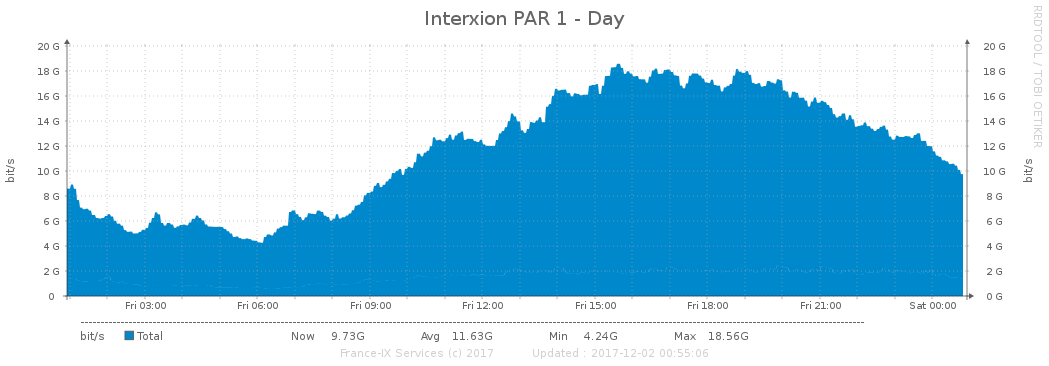 Interxion PAR 1 - Day
RRDTOOL / TOBI OETIKER
20 G 20 G
18 G 18 G
16 G 16 G
14 G 14 G
12 G 12 G
10 G 10 G
8 G 8 G
6 G 6 G
4 G 4 G
2 G 2 G
0 0 G
bit/s bit/s
Fri 03:00 Fri 06:00 Fri 09:00 Fri 12:00 Fri 15:00 Fri 18:00 Fri 21:00 Sat 00:00
bit/s Total Now 9.73G Avg 11.63G Min 4.24G Max 18.56G
France-IX Services (c) 2017 Updated : 2017-12-02 00:55:06